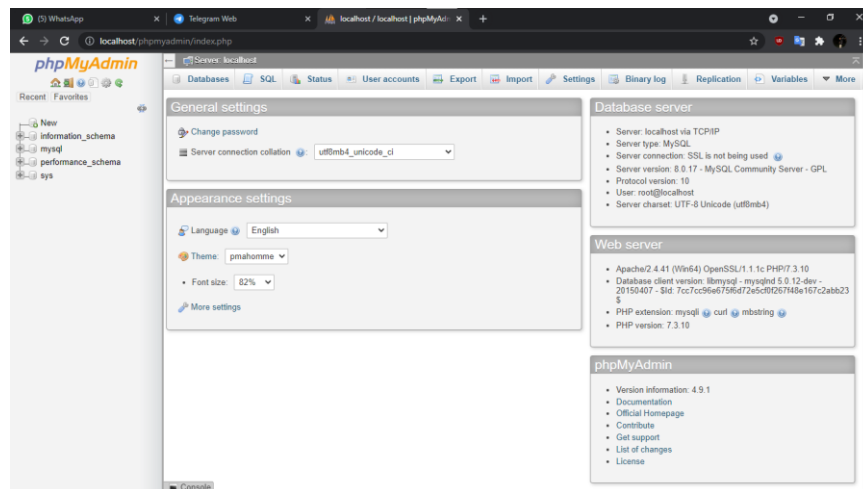 (5) WhatsApp
Telegram Web
localhost / localhost | phpMyAdm
localhost/phpmyadmin/index.php
phpMyAdmin
Recent Favorites
New
information_schema
mysql
performance_schema
sys
Server: localhost
Databases SQL Status User accounts Export Import Settings Binary log Replication Variables More
General settings
Change password
Server connection collation : utf8mb4_unicode_ci
Appearance settings
Language English
Theme: pmahomme
Font size: 82%
More settings
Database server
Server: localhost via TCP/IP
Server type: MySQL
Server connection: SSL is not being used
Server version: 8.0.17 - MySQL Community Server - GPL
Protocol version: 10
User: root@localhost
Server charset: UTF-8 Unicode (utf8mb4)
Web server
Apache/2.4.41 (Win64) OpenSSL/1.1.1c PHP/7.3.10
Database client version: libmysql - mysqlnd 5.0.12-dev -
20150407 - $Id: 7cc7cc96e675f6d72e5cf0f267f48e167c2abb23
$
PHP extension: mysqli curl mbstring
PHP version: 7.3.10
phpMyAdmin
Version information: 4.9.1
Documentation
Official Homepage
Contribute
Get support
List of changes
License
Console